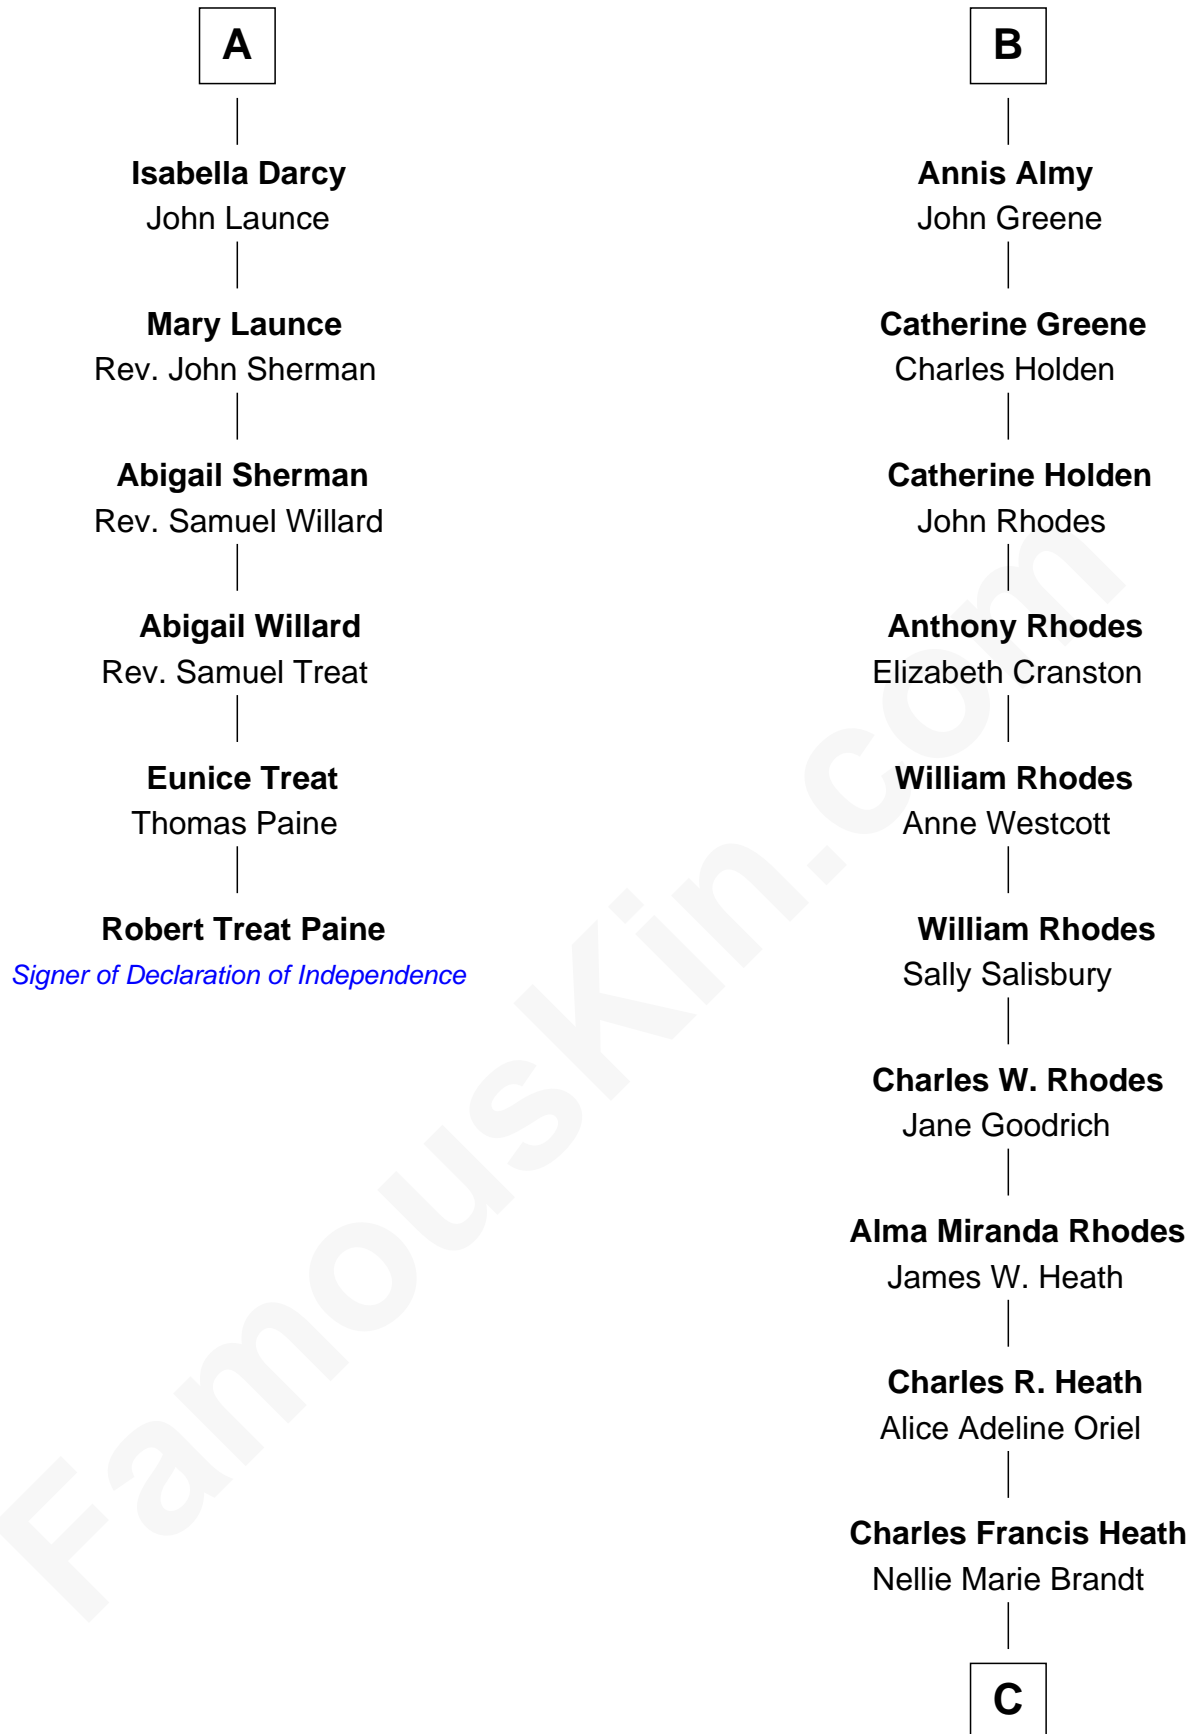 A
Isabella Darcy
John Launce
Mary Launce
Rev. John Sherman
Abigail Sherman
Rev. Samuel Willard
Abigail Willard
Rev. Samuel Treat
Eunice Treat
Thomas Paine
Robert Treat Paine
Signer of Declaration of Independence
B
Annis Almy
John Greene
Catherine Greene
Charles Holden
Catherine Holden
John Rhodes
Anthony Rhodes
Elizabeth Cranston
William Rhodes
Anne Westcott
William Rhodes
Sally Salisbury
Charles W. Rhodes
Jane Goodrich
Alma Miranda Rhodes
James W. Heath
Charles R. Heath
Alice Adeline Oriel
Charles Francis Heath
Nellie Marie Brandt
C
FamousKin.com